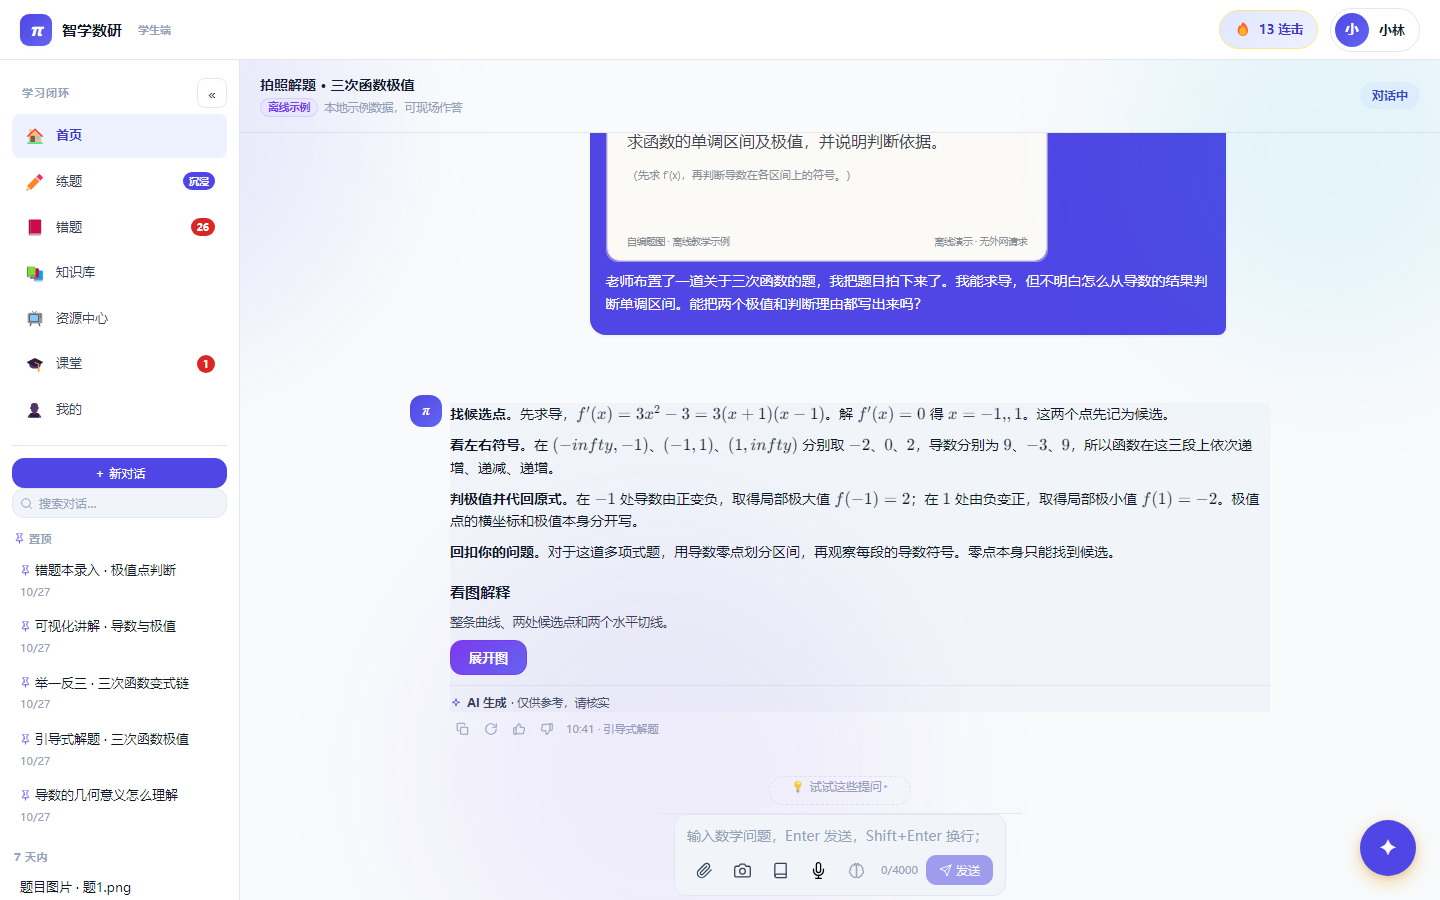 π 智学数研 学生端
13 连击
小 小林
学习闭环 «
首页
练题 沉浸
错题 26
知识库
资源中心
课堂 1
我的
+ 新对话
搜索对话...
置顶
错题本录入 · 极值点判断
10/27
可视化讲解 · 导数与极值
10/27
举一反三 · 三次函数变式链
10/27
引导式解题 · 三次函数极值
10/27
导数的几何意义怎么理解
10/27
7 天内
题目图片 · 题1.png
拍照解题 • 三次函数极值
离线示例 本地示例数据，可现场作答
对话中
求函数的单调区间及极值，并说明判断依据。
（先求 f′(x)，再判断导数在各区间上的符号。）
自编题图 · 离线教学示例 离线演示 · 无外网请求
老师布置了一道关于三次函数的题，我把题目拍下来了。我能求导，但不明白怎么从导数的结果判
断单调区间。能把两个极值和判断理由都写出来吗？
π
找候选点。先求导，f′(x) = 3x² − 3 = 3(x + 1)(x − 1)。解 f′(x) = 0 得 x = −1,, 1。这两个点先记为候选。
看左右符号。在 (−infty, −1)、(−1, 1)、(1, infty) 分别取 −2、0、2，导数分别为 9、−3、9，所以函数在这三段上依次递
增、递减、递增。
判极值并代回原式。在 −1 处导数由正变负，取得局部极大值 f(−1) = 2；在 1 处由负变正，取得局部极小值 f(1) = −2。极值
点的横坐标和极值本身分开写。
回扣你的问题。对于这道多项式题，用导数零点划分区间，再观察每段的导数符号。零点本身只能找到候选。
看图解释
整条曲线、两处候选点和两个水平切线。
展开图
AI 生成 · 仅供参考，请核实
10:41 · 引导式解题
试试这些提问
输入数学问题，Enter 发送，Shift+Enter 换行；
0/4000 发送